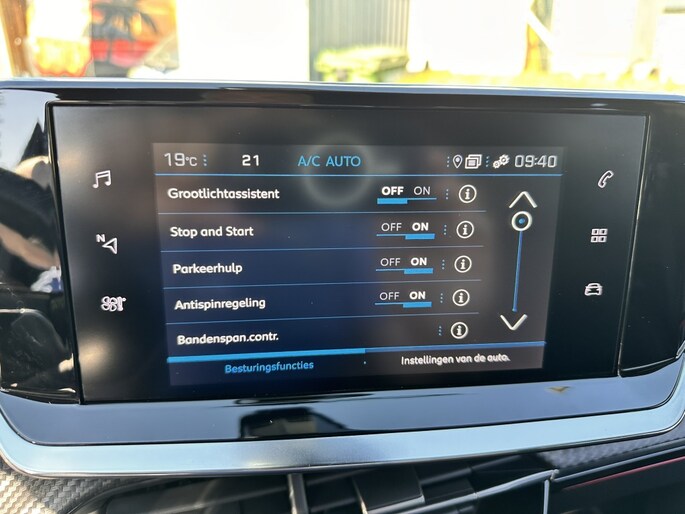 19°C 21 A/C AUTO 09:40
Grootlichtassistent OFF ON
Stop and Start OFF ON
Parkeerhulp OFF ON
Antispinregeling OFF ON
Bandenspan.contr.
Besturingsfuncties Instellingen van de auto.
N